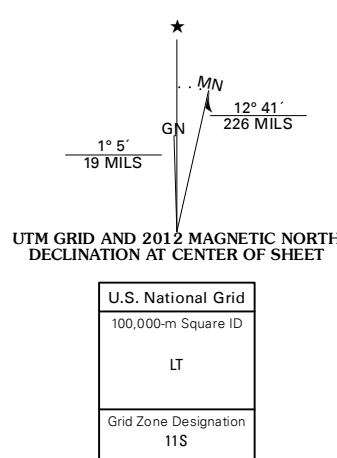 ★
MN
12° 41´
226 MILS
GN
1° 5´
19 MILS
UTM GRID AND 2012 MAGNETIC NORTH
DECLINATION AT CENTER OF SHEET
U.S. National Grid
100,000-m Square ID
LT
Grid Zone Designation
11S